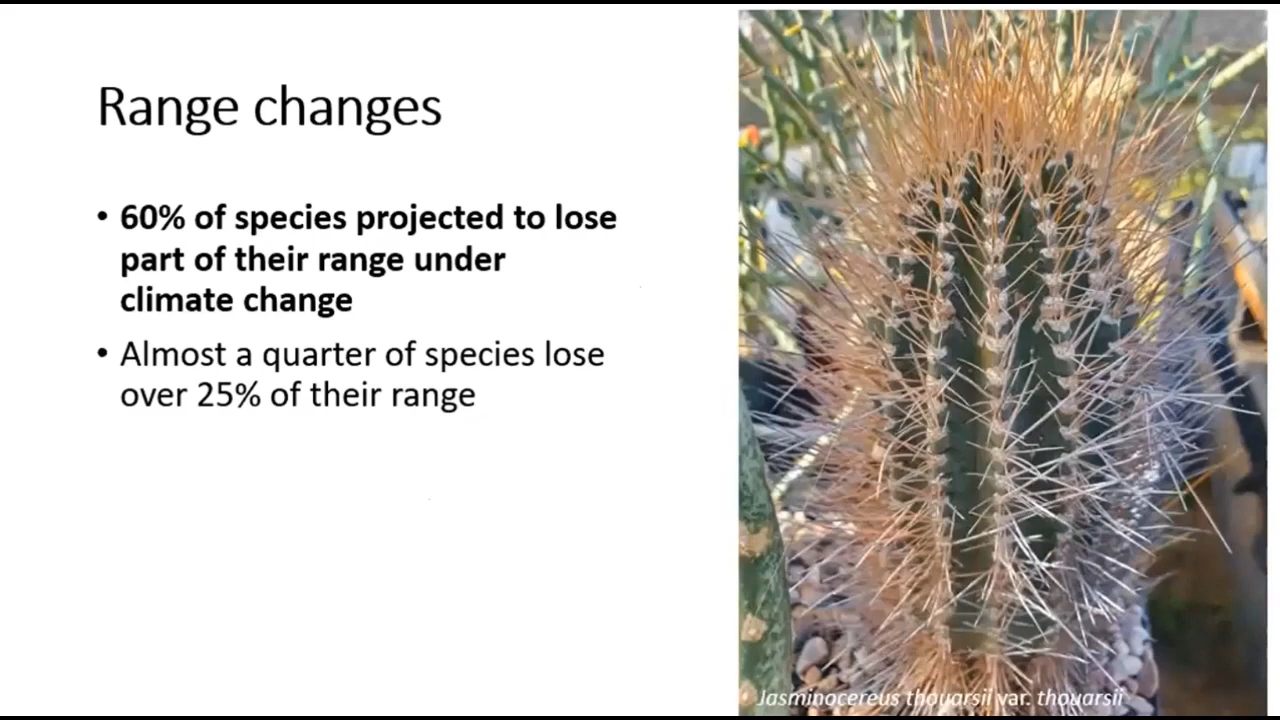 Range changes
• 60% of species projected to lose
part of their range under
climate change
• Almost a quarter of species lose
over 25% of their range
Jasminocereus thouarsii var. thouarsii